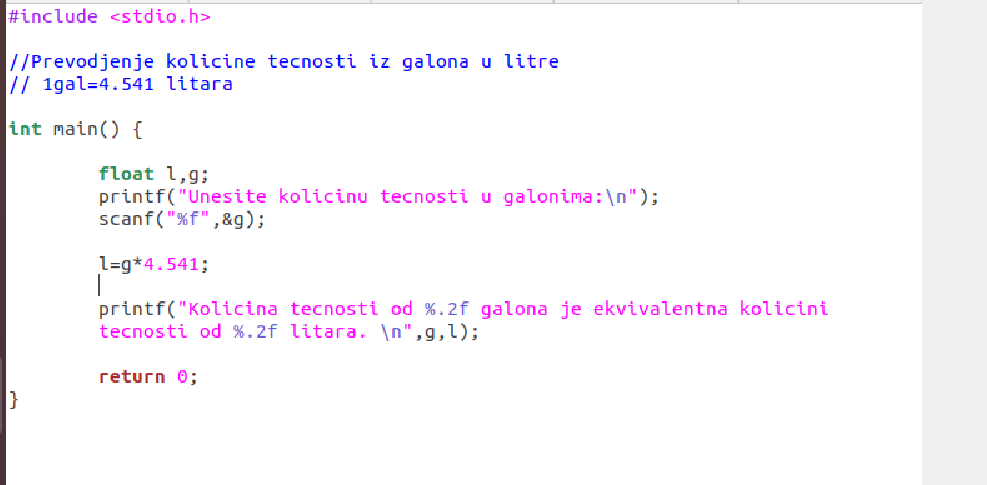 #include <stdio.h>
//Prevodjenje kolicine tecnosti iz galona u litre
// 1gal=4.541 litara
int main() {
float l,g;
printf("Unesite kolicinu tecnosti u galonima:\n");
scanf("%f",&g);
l=g*4.541;
printf("Kolicina tecnosti od %.2f galona je ekvivalentna kolicini
tecnosti od %.2f litara. \n",g,l);
return 0;
}